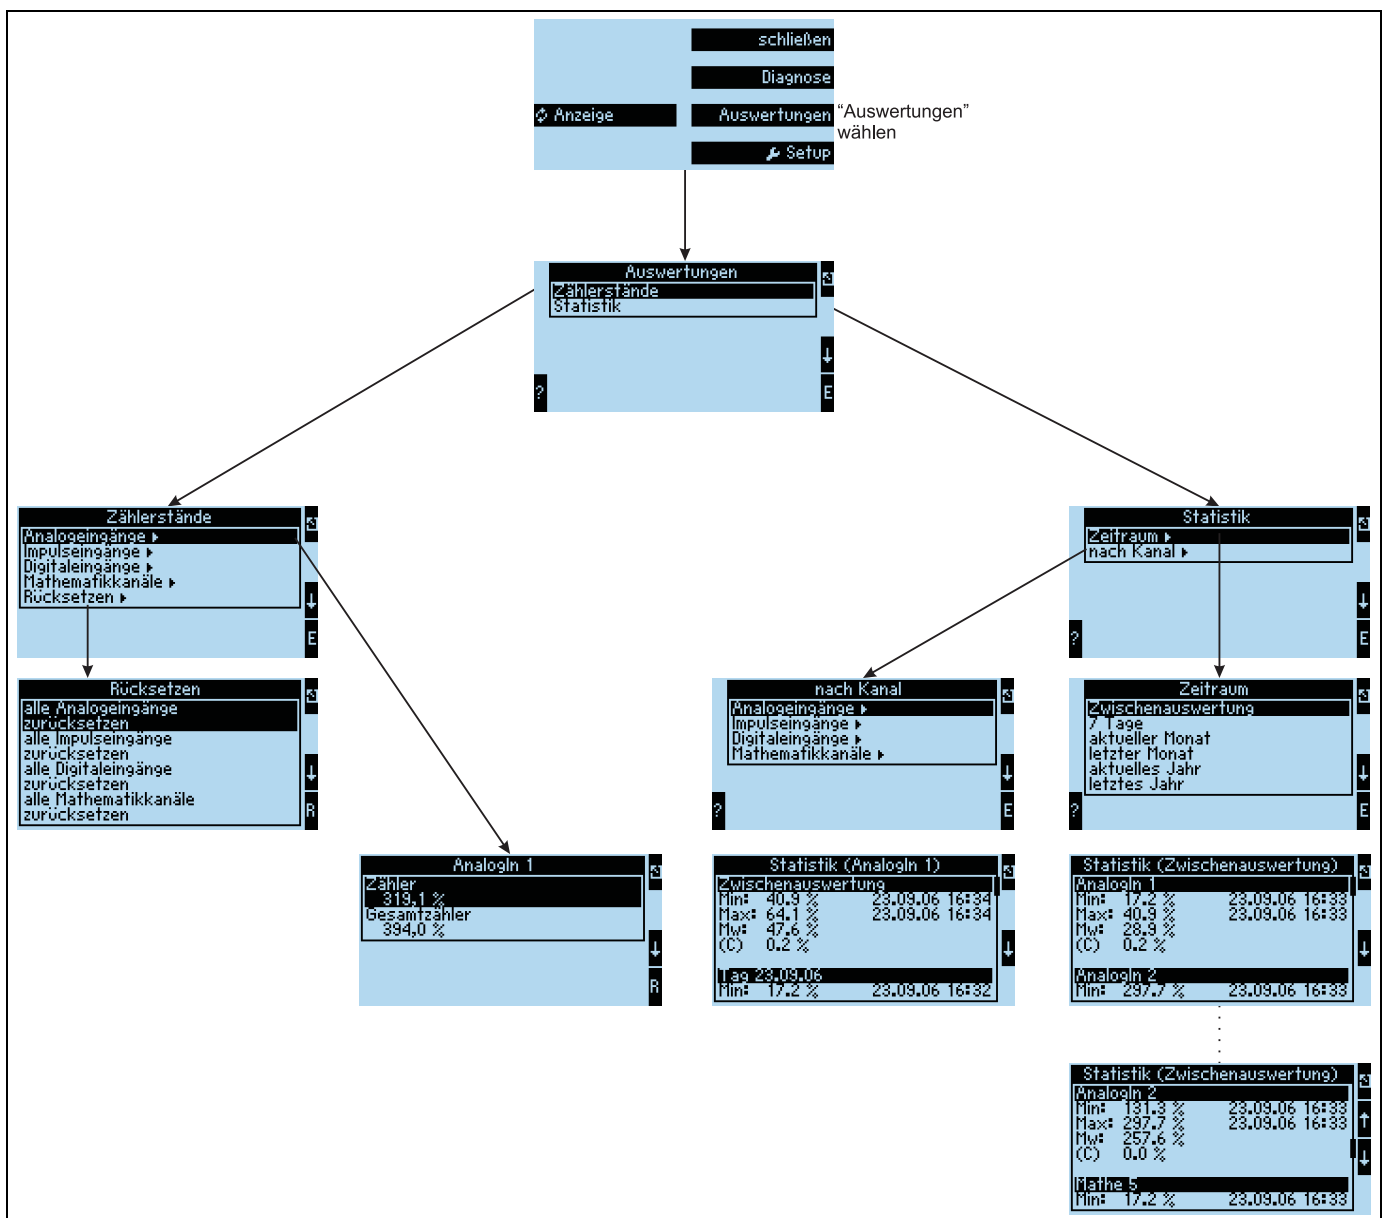 schließen
Diagnose
Anzeige
Auswertungen
Setup
“Auswertungen”
wählen
Auswertungen
Zählerstände
Statistik
?
E
Zählerstände
Analogeingänge
Impulseingänge
Digitaleingänge
Mathematikkanäle
Rücksetzen
E
Statistik
Zeitraum
nach Kanal
?
E
Rücksetzen
alle Analogeingänge
zurücksetzen
alle Impulseingänge
zurücksetzen
alle Digitaleingänge
zurücksetzen
alle Mathematikkanäle
zurücksetzen
R
nach Kanal
Analogeingänge
Impulseingänge
Digitaleingänge
Mathematikkanäle
?
E
Zeitraum
Zwischenauswertung
7 Tage
aktueller Monat
letzter Monat
aktuelles Jahr
letztes Jahr
?
E
AnalogIn 1
Zähler
319,1 %
Gesamtzähler
394,0 %
R
Statistik (AnalogIn 1)
Zwischenauswertung
Min: 40.9 % 23.09.06 16:34
Max: 64.1 % 23.09.06 16:34
Mw: 47.6 %
(C) 0.2 %
Tag 23.09.06
Min: 17.2 % 23.09.06 16:32
Statistik (Zwischenauswertung)
AnalogIn 1
Min: 17.2 % 23.09.06 16:33
Max: 40.9 % 23.09.06 16:33
Mw: 28.9 %
(C) 0.2 %
AnalogIn 2
Min: 297.7 % 23.09.06 16:33
Statistik (Zwischenauswertung)
AnalogIn 2
Min: 131.3 % 23.09.06 16:33
Max: 297.7 % 23.09.06 16:33
Mw: 257.6 %
(C) 0.0 %
Mathe 5
Min: 17.2 % 23.09.06 16:33